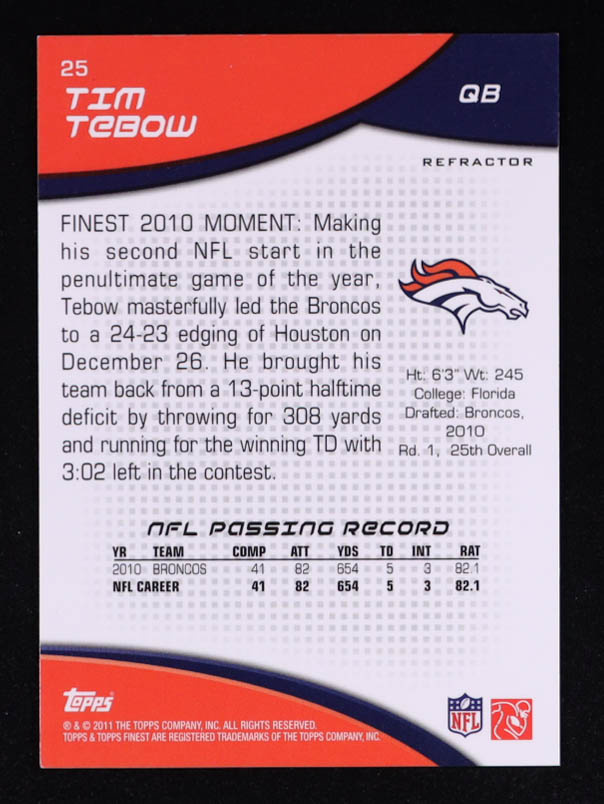 25
TIM
TEBOW
QB
REFRACTOR
FINEST 2010 MOMENT: Making
his second NFL start in the
penultimate game of the year,
Tebow masterfully led the Broncos
to a 24-23 edging of Houston on
December 26. He brought his
team back from a 13-point halftime
deficit by throwing for 308 yards
and running for the winning TD with
3:02 left in the contest.
Ht: 6'3" Wt: 245
College: Florida
Drafted: Broncos,
2010
Rd. 1, 25th Overall
NFL PASSING RECORD
YR TEAM COMP ATT YDS TD INT RAT
2010 BRONCOS 41 82 654 5 3 82.1
NFL CAREER 41 82 654 5 3 82.1
Topps
® & © 2011 THE TOPPS COMPANY, INC. ALL RIGHTS RESERVED.
TOPPS & TOPPS FINEST ARE REGISTERED TRADEMARKS OF THE TOPPS COMPANY, INC.
NFL